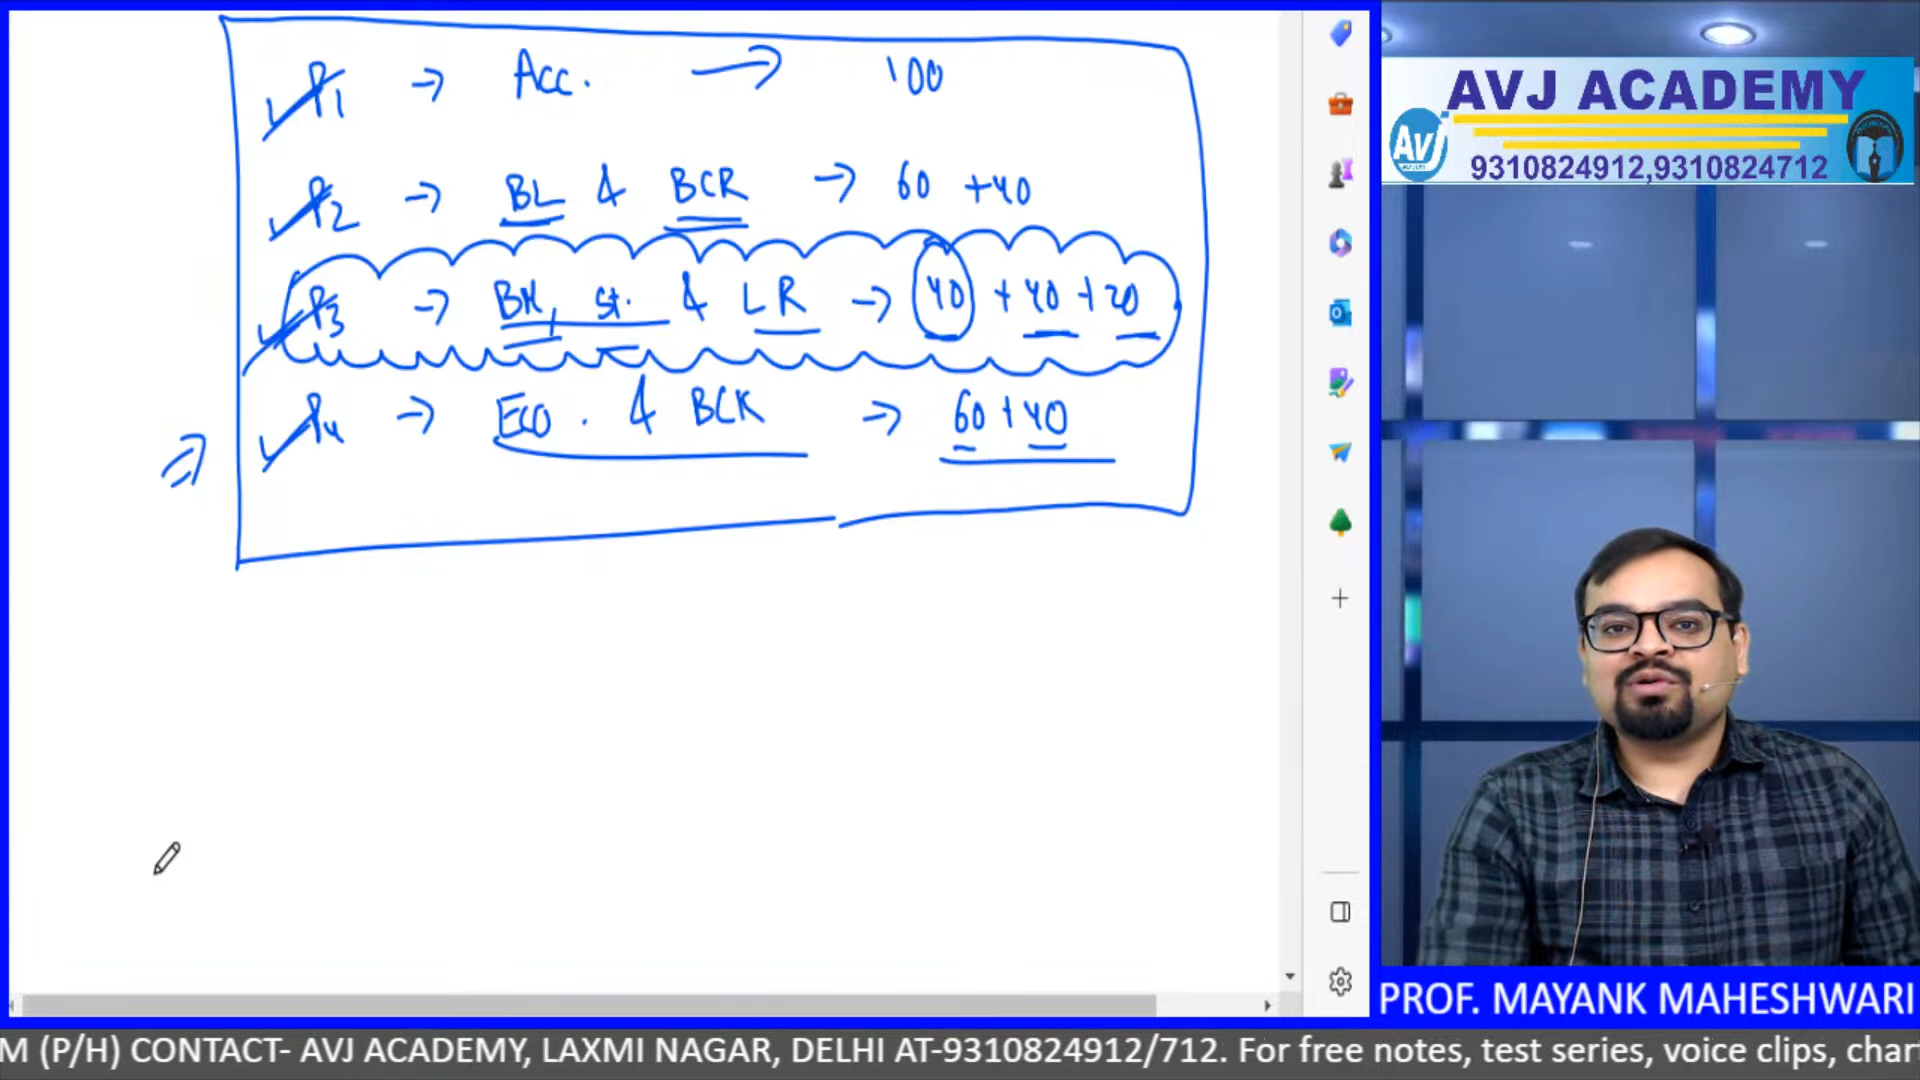 P1 → Acc. → 100
P2 → BL & BCR → 60 + 40
P3 → BM, St. & LR → 40 + 40 + 20
⇒ P4 → Eco. & BCK ⇒ 60 + 40
AVJ ACADEMY
AVJ
9310824912,9310824712
PROF. MAYANK MAHESHWARI
M (P/H) CONTACT- AVJ ACADEMY, LAXMI NAGAR, DELHI AT-9310824912/712. For free notes, test series, voice clips, char